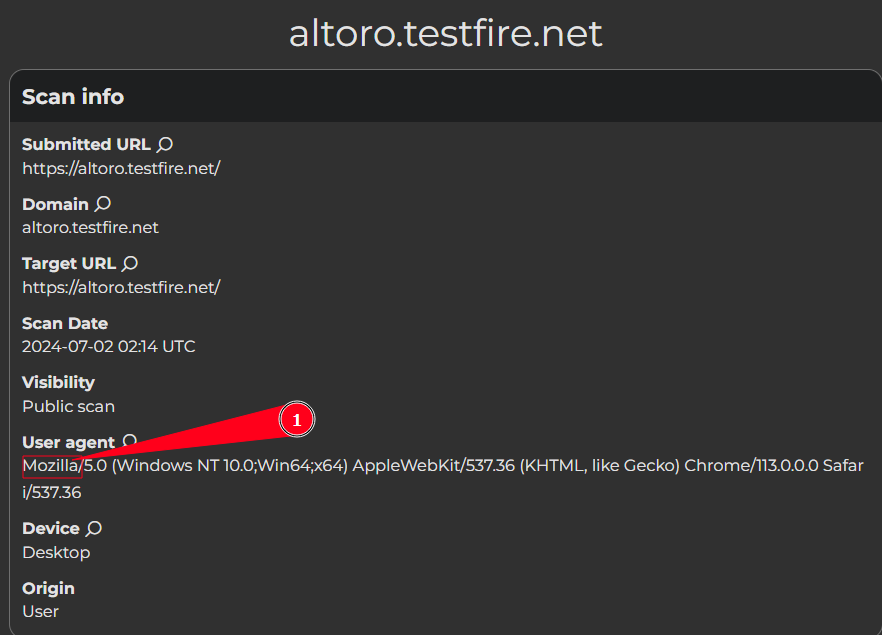 altoro.testfire.net
Scan info
Submitted URL
https://altoro.testfire.net/
Domain
altoro.testfire.net
Target URL
https://altoro.testfire.net/
Scan Date
2024-07-02 02:14 UTC
Visibility
Public scan
1
User agent
Mozilla/5.0 (Windows NT 10.0;Win64;x64) AppleWebKit/537.36 (KHTML, like Gecko) Chrome/113.0.0.0 Safar
i/537.36
Device
Desktop
Origin
User